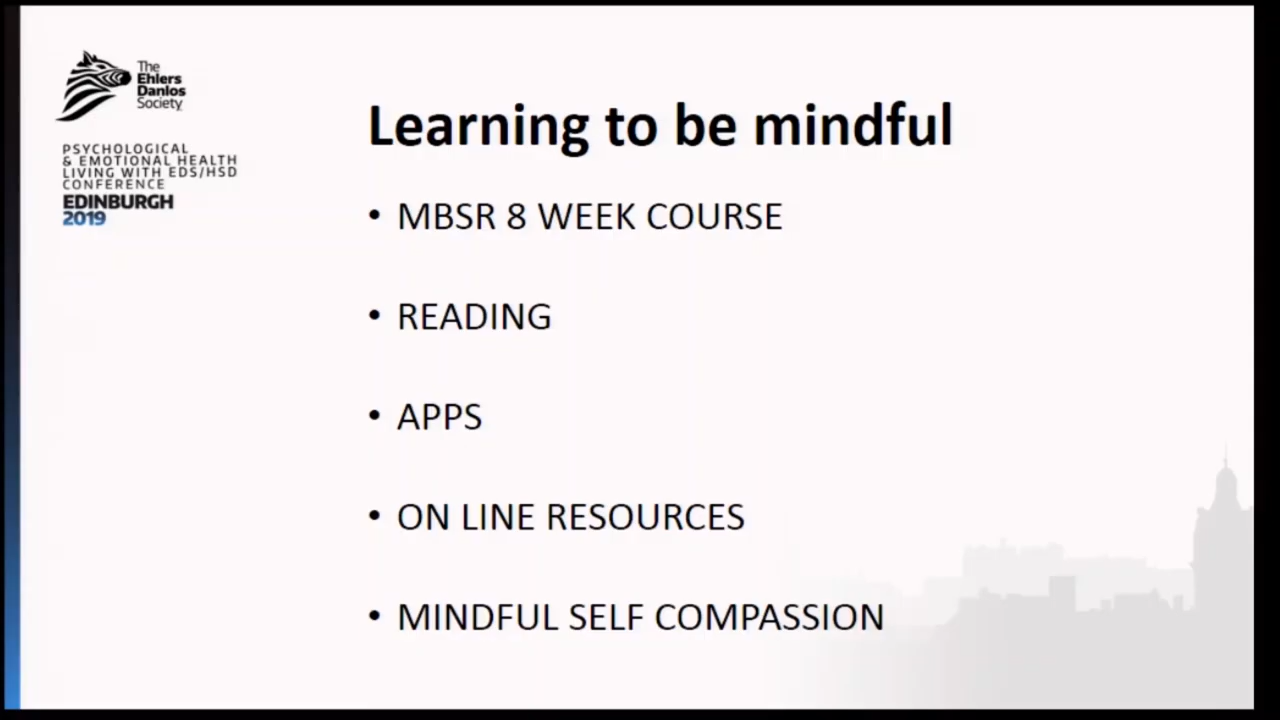 The
Ehlers
Danlos
Society
PSYCHOLOGICAL
& EMOTIONAL HEALTH
LIVING WITH EDS/HSD
CONFERENCE
EDINBURGH
2019
Learning to be mindful
• MBSR 8 WEEK COURSE
• READING
• APPS
• ON LINE RESOURCES
• MINDFUL SELF COMPASSION